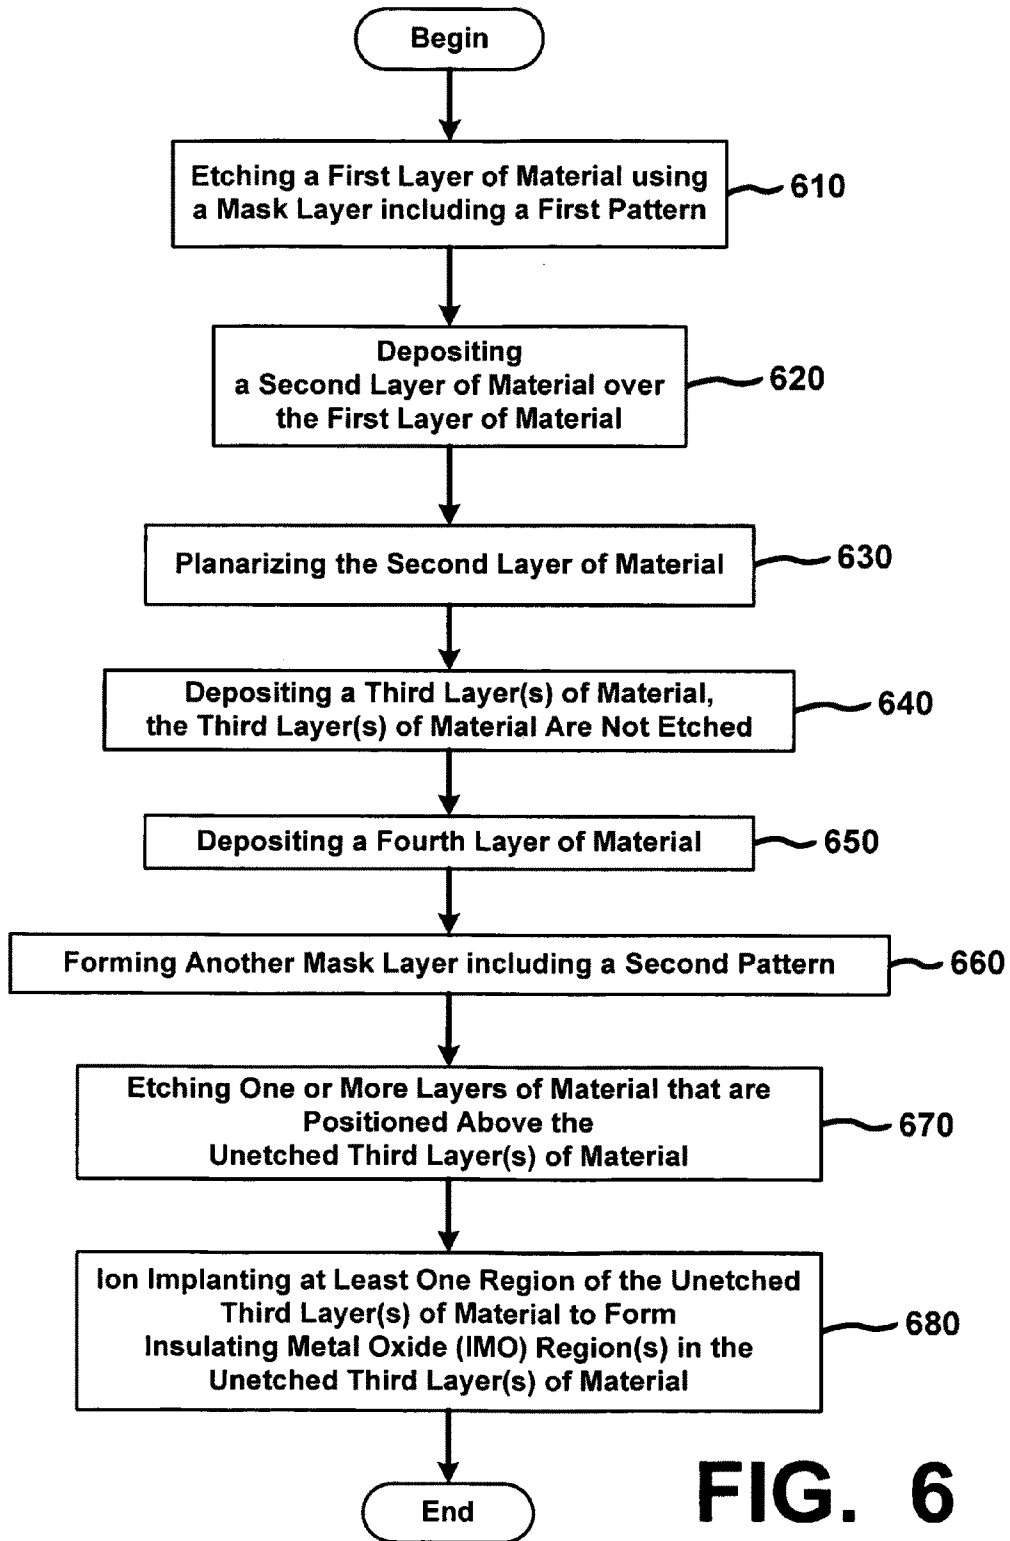 Begin
Etching a First Layer of Material using
a Mask Layer including a First Pattern
610
Depositing
a Second Layer of Material over
the First Layer of Material
620
Planarizing the Second Layer of Material
630
Depositing a Third Layer(s) of Material,
the Third Layer(s) of Material Are Not Etched
640
Depositing a Fourth Layer of Material
650
Forming Another Mask Layer including a Second Pattern
660
Etching One or More Layers of Material that are
Positioned Above the
Unetched Third Layer(s) of Material
670
Ion Implanting at Least One Region of the Unetched
Third Layer(s) of Material to Form
Insulating Metal Oxide (IMO) Region(s) in the
Unetched Third Layer(s) of Material
680
End
FIG. 6